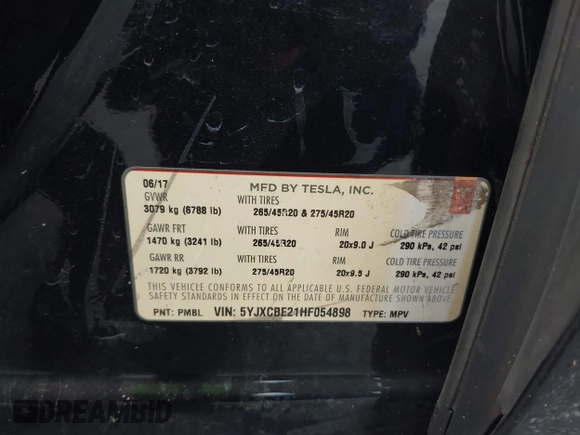 06/17 MFD BY TESLA, INC.
GVWR WITH TIRES
3079 kg (6788 lb) 265/45R20 & 275/45R20
GAWR FRT WITH TIRES RIM COLD TIRE PRESSURE
1470 kg (3241 lb) 265/45R20 20x9.0 J 290 kPa, 42 psi
GAWR RR WITH TIRES RIM COLD TIRE PRESSURE
1720 kg (3792 lb) 275/45R20 20x9.5 J 290 kPa, 42 psi
THIS VEHICLE CONFORMS TO ALL APPLICABLE U.S. FEDERAL MOTOR VEHICLE
SAFETY STANDARDS IN EFFECT ON THE DATE OF MANUFACTURE SHOWN ABOVE.
PNT: PMBL VIN: 5YJXCBE21HF054898 TYPE: MPV
DREAMBID